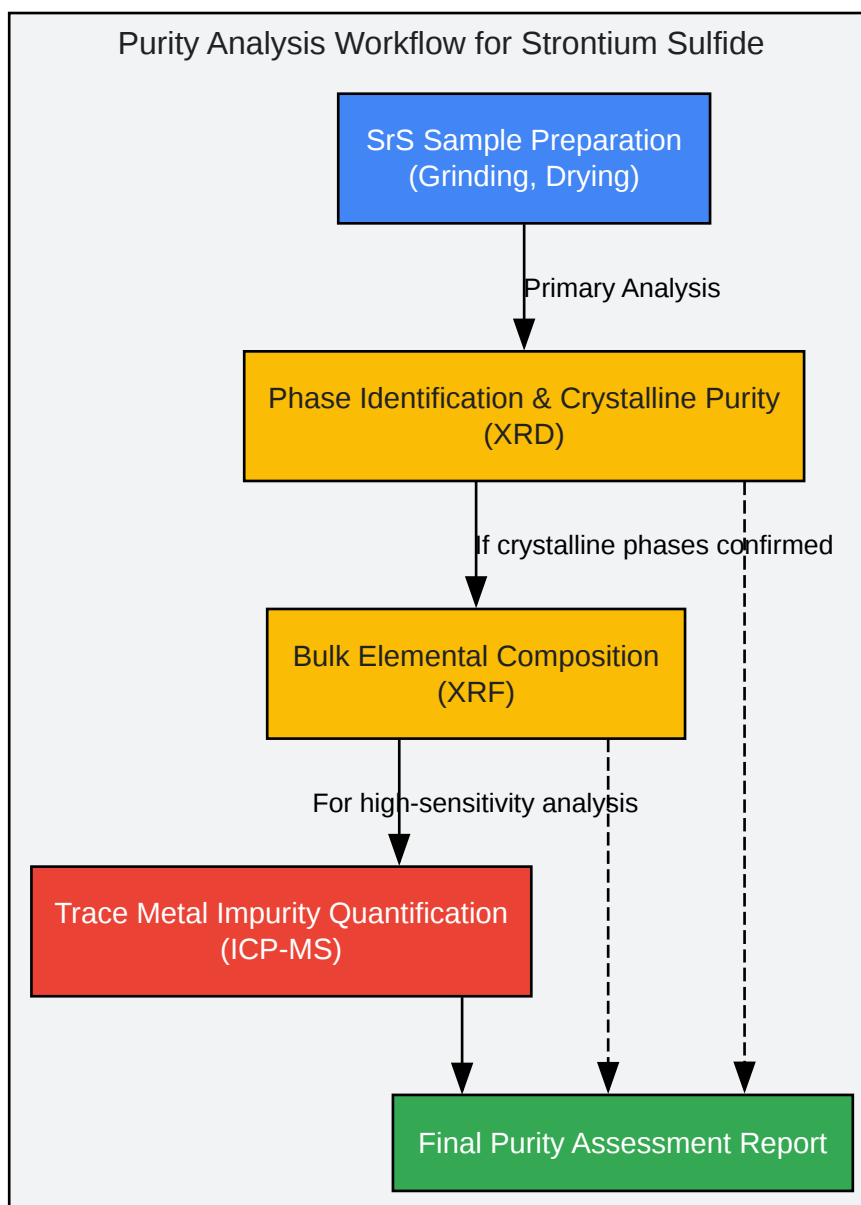 Purity Analysis Workflow for Strontium Sulfide
SrS Sample Preparation
(Grinding, Drying)
Primary Analysis
Phase Identification & Crystalline Purity
(XRD)
If crystalline phases confirmed
Bulk Elemental Composition
(XRF)
For high-sensitivity analysis
Trace Metal Impurity Quantification
(ICP-MS)
Final Purity Assessment Report